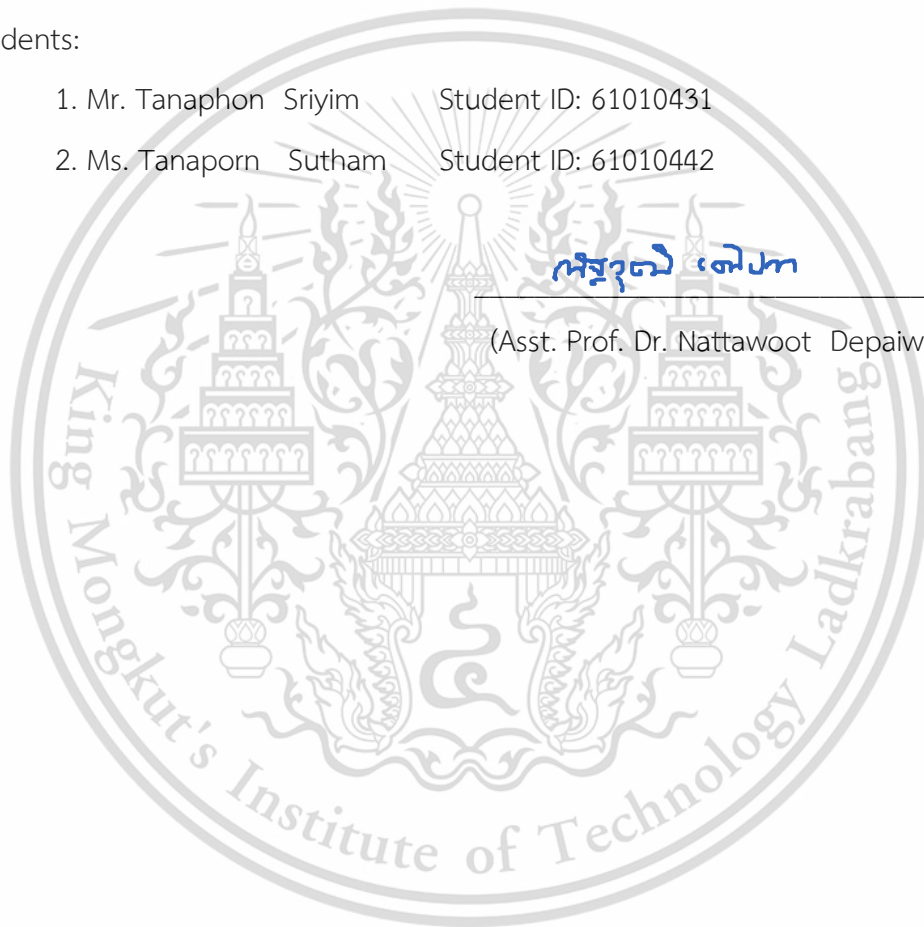 dents:
1. Mr. Tanaphon Sriyim Student ID: 61010431
2. Ms. Tanaporn Sutham Student ID: 61010442
(Asst. Prof. Dr. Nattawoot Depaiw
King Mongkut's Institute of Technology Ladkrabang